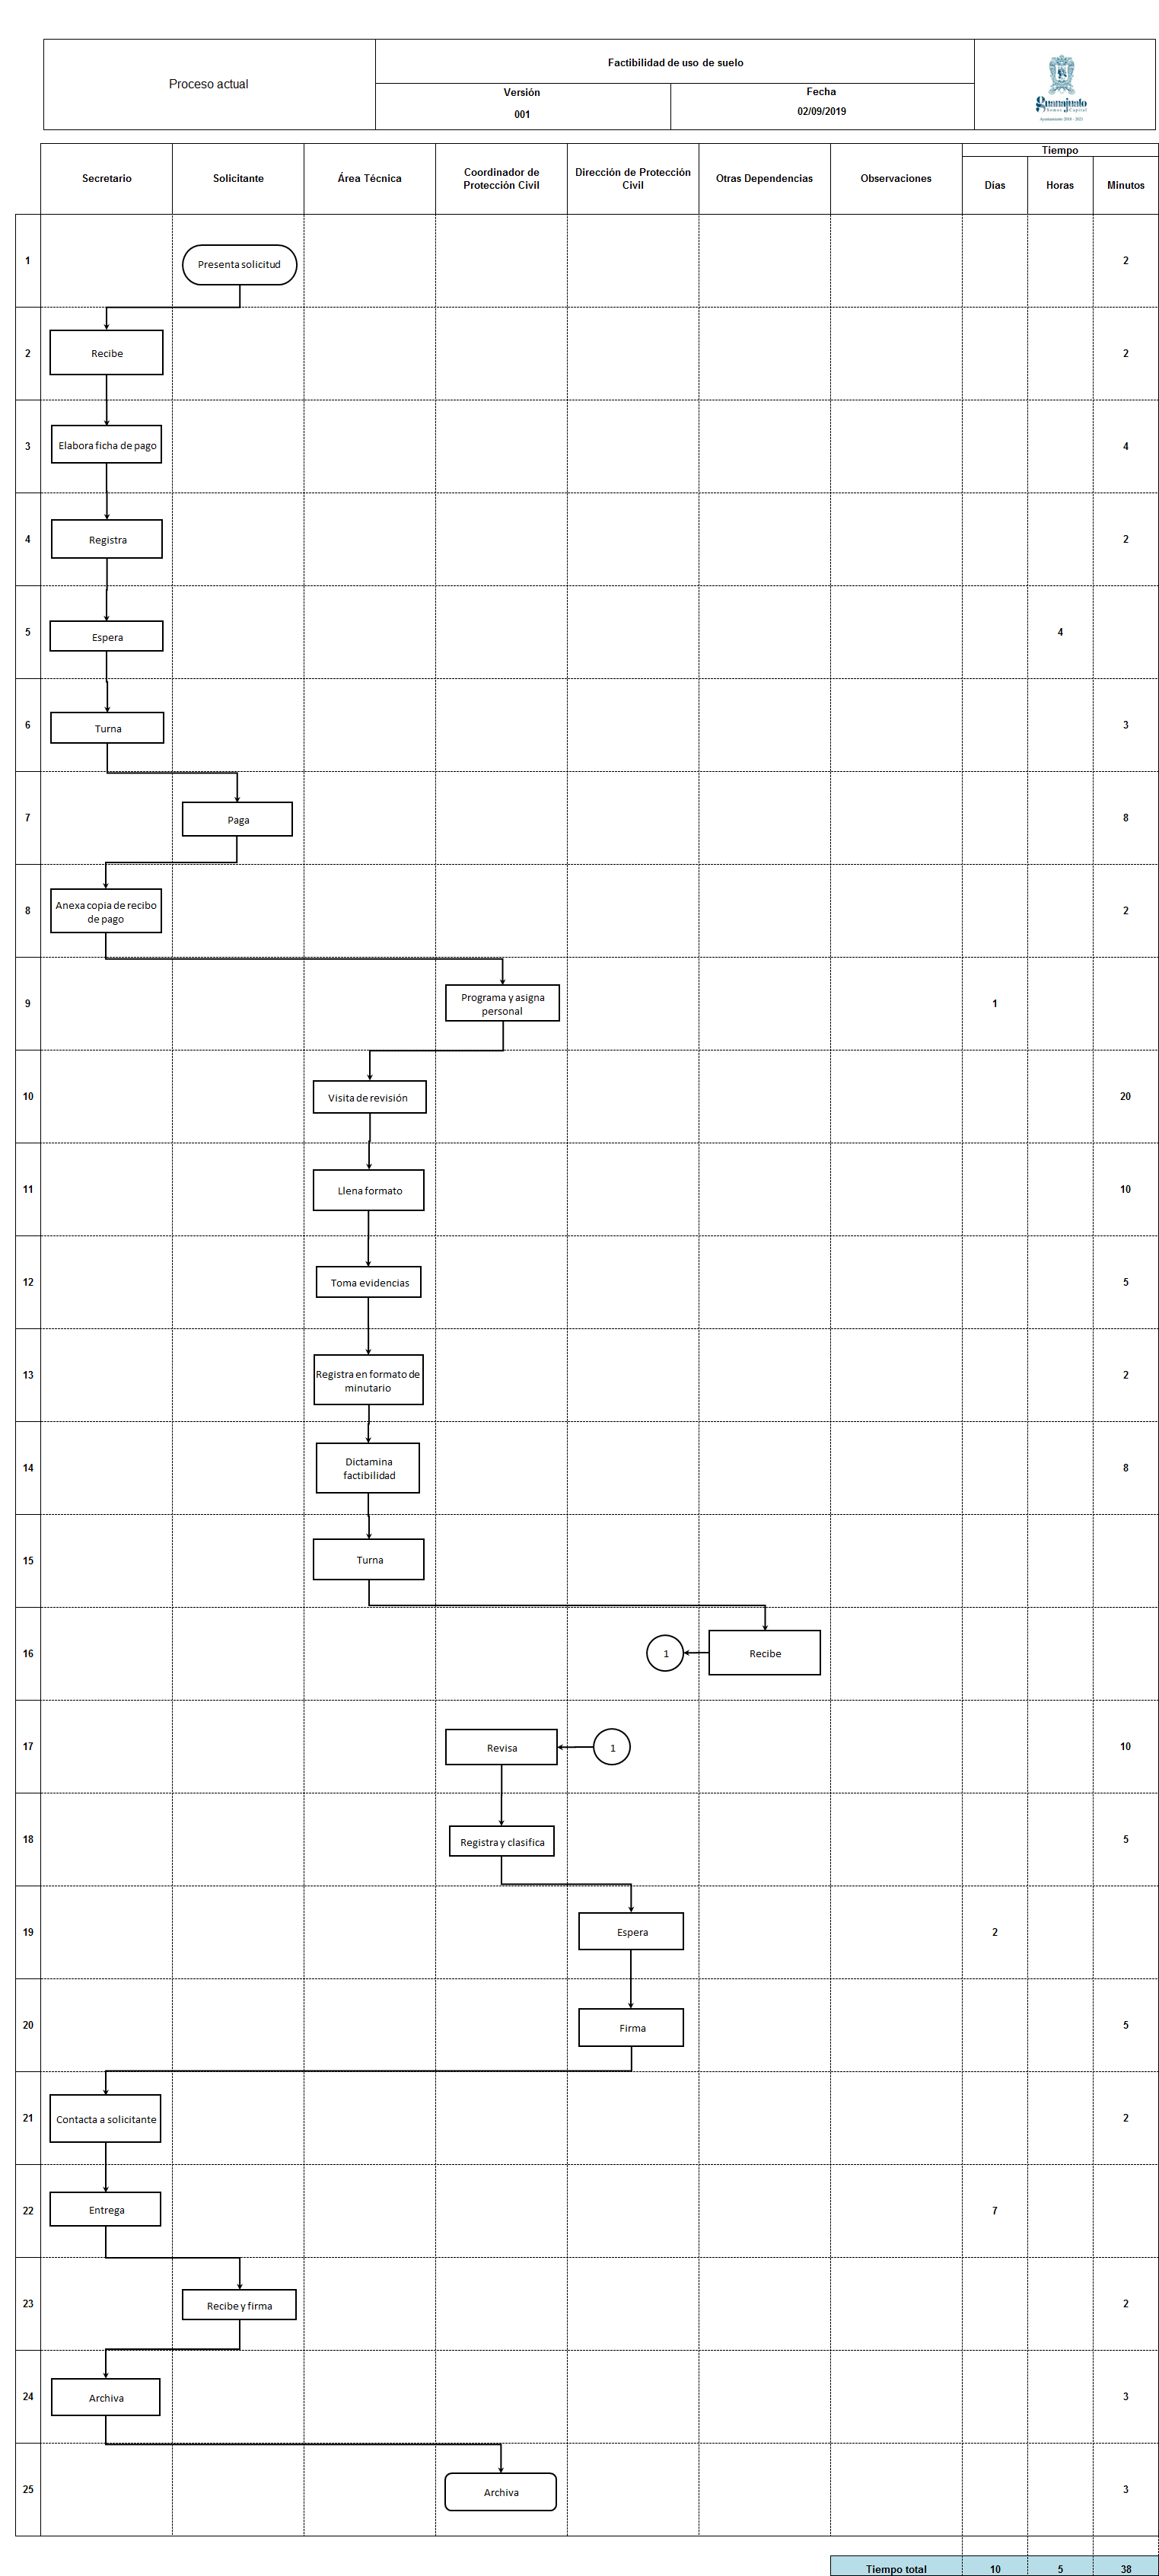 Proceso actual
Factibilidad de uso de suelo
Versión
001
Fecha
02/09/2019
guanajuato
Somos Capital
Ayuntamiento 2018 - 2021
Secretario
Solicitante
Área Técnica
Coordinador de
Protección Civil
Dirección de Protección
Civil
Otras Dependencias
Observaciones
Tiempo
Días
Horas
Minutos
1
Presenta solicitud
2
2
Recibe
2
3
Elabora ficha de pago
4
4
Registra
2
5
Espera
4
6
Turna
3
7
Paga
8
8
Anexa copia de recibo
de pago
2
9
Programa y asigna
personal
1
10
Visita de revisión
20
11
Llena formato
10
12
Toma evidencias
5
13
Registra en formato de
minutario
2
14
Dictamina
factibilidad
8
15
Turna
16
1
Recibe
17
Revisa
1
10
18
Registra y clasifica
5
19
Espera
2
20
Firma
5
21
Contacta a solicitante
2
22
Entrega
7
23
Recibe y firma
2
24
Archiva
3
25
Archiva
3
Tiempo total
10
5
38